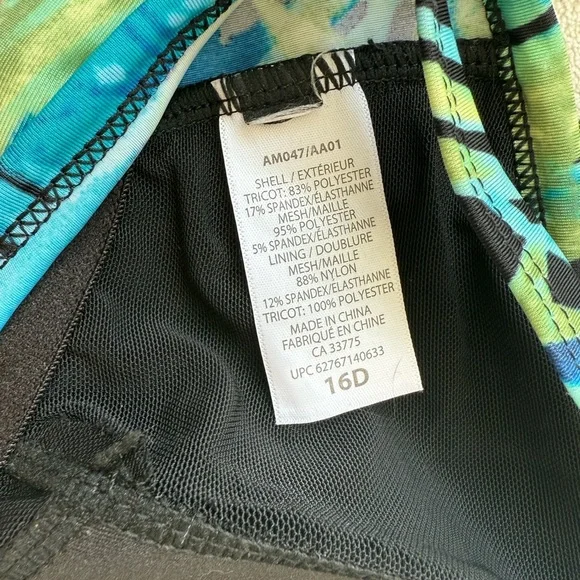 AM047/AA01
SHELL / EXTÉRIEUR
TRICOT: 83% POLYESTER
17% SPANDEX/ÉLASTHANNE
MESH/MAILLE
95% POLYESTER
5% SPANDEX/ÉLASTHANNE
LINING / DOUBLURE
MESH/MAILLE
88% NYLON
12% SPANDEX/ÉLASTHANNE
TRICOT: 100% POLYESTER
MADE IN CHINA
FABRIQUÉ EN CHINE
CA 33775
UPC 62767140633
16D